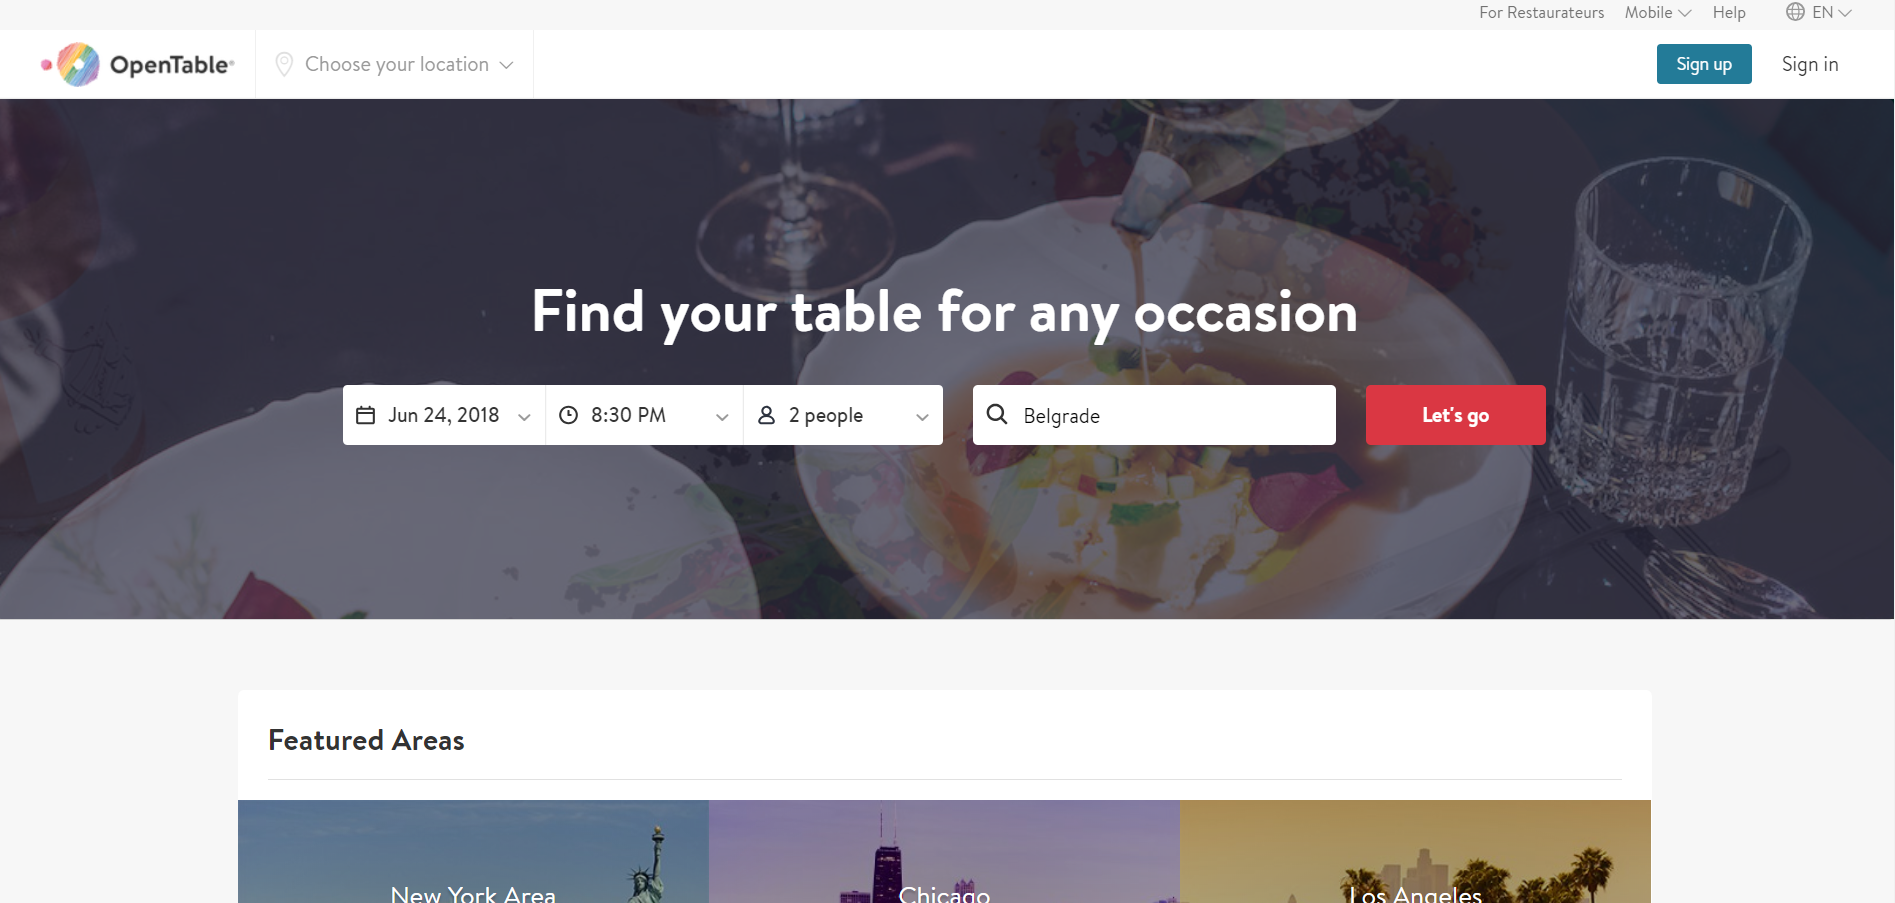 For Restaurateurs Mobile Help EN
OpenTable® Choose your location Sign up Sign in
Find your table for any occasion
Jun 24, 2018 8:30 PM 2 people Belgrade Let's go
Featured Areas
New York Area Chicago Los Angeles